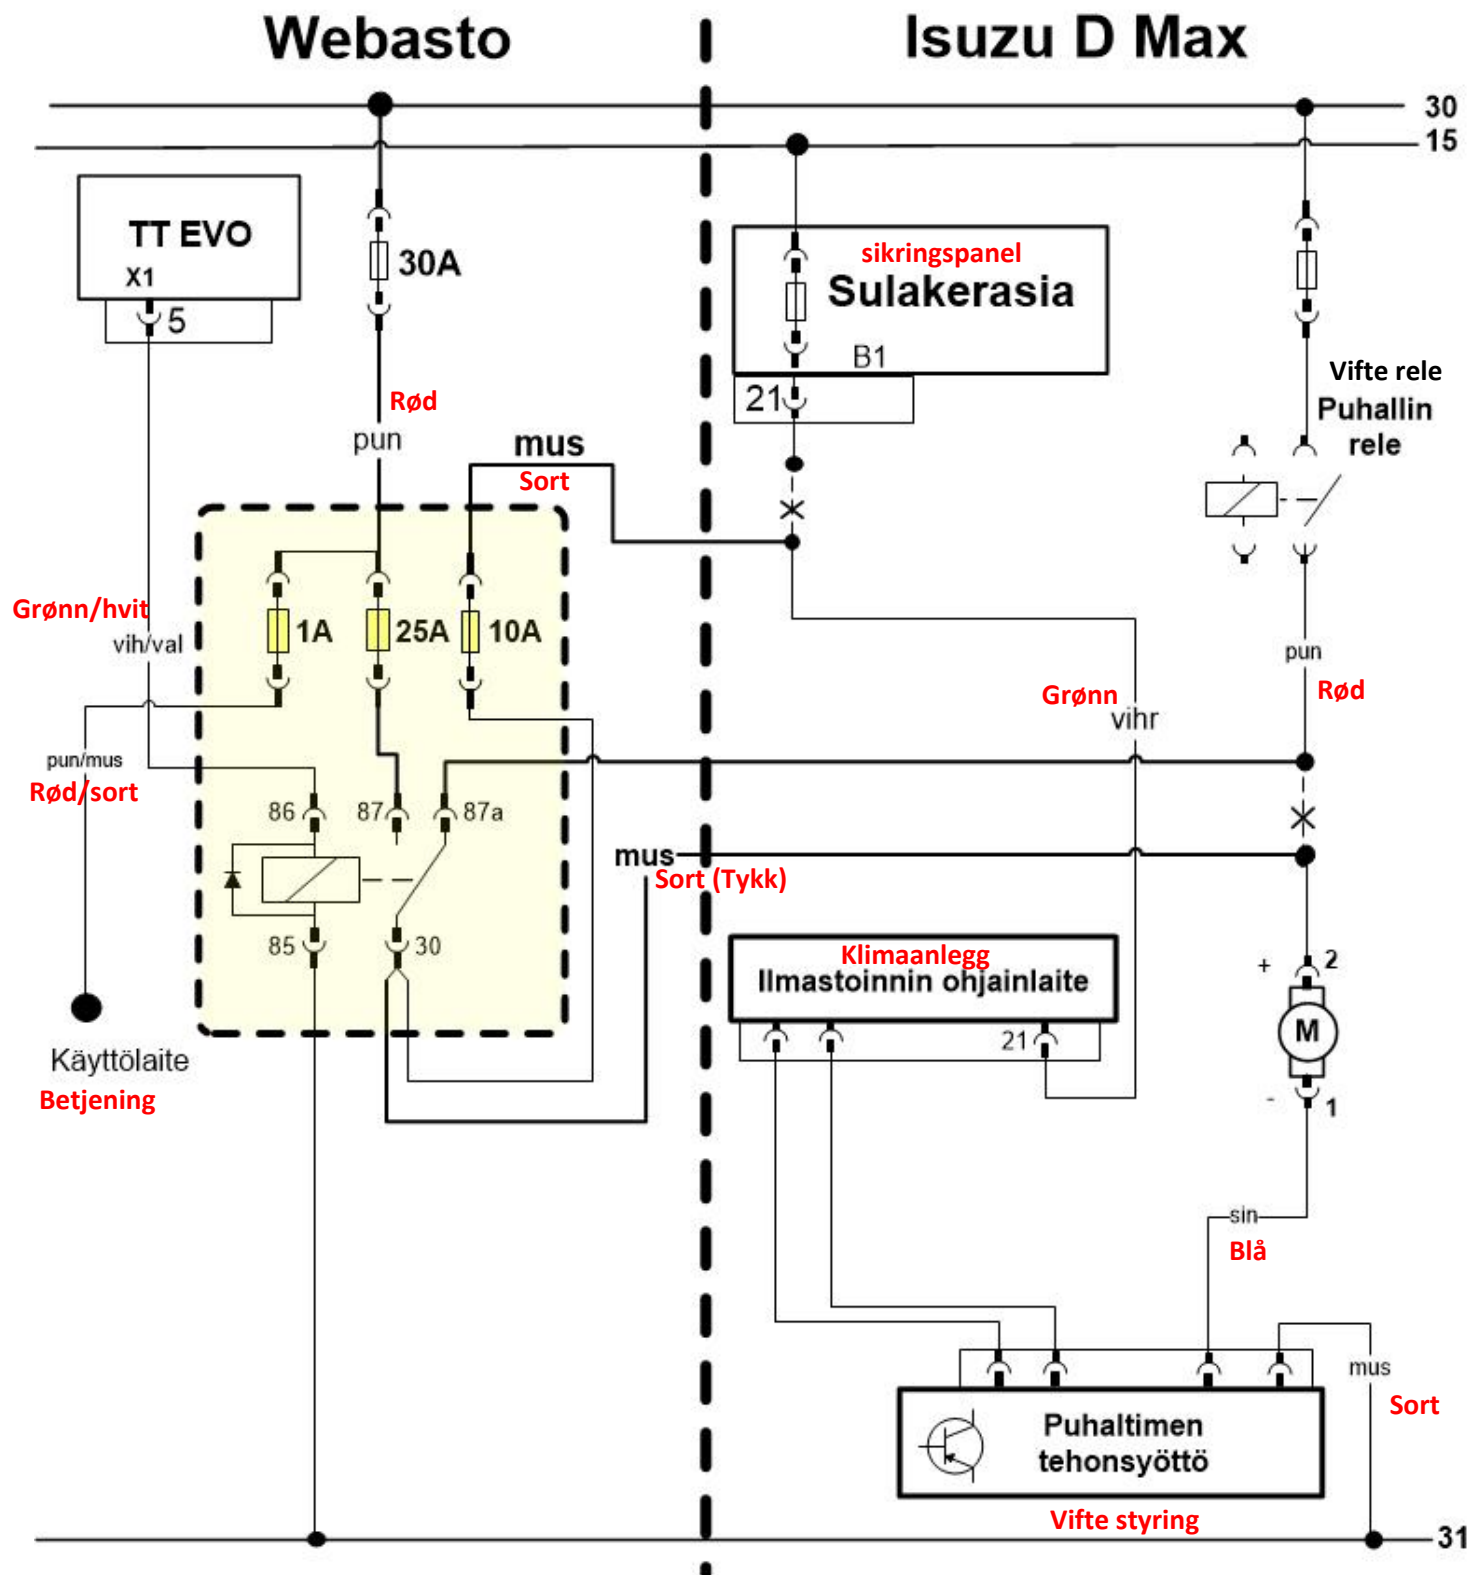 Webasto
Isuzu D Max
30
15
TT EVO
X1
5
30A
sikringspanel
Sulakerasia
B1
21
Rød
pun
mus
Sort
Vifte rele
Puhallin
rele
Grønn/hvit
vih/val
1A
25A
10A
pun
Rød
Grønn
vihr
pun/mus
Rød/sort
86
87
87a
mus
Sort (Tykk)
85
30
Klimaanlegg
Ilmastoinnin ohjainlaite
21
+
2
M
-
1
Käyttölaite
Betjening
sin
Blå
mus
Sort
Puhaltimen
tehonsyöttö
Vifte styring
31